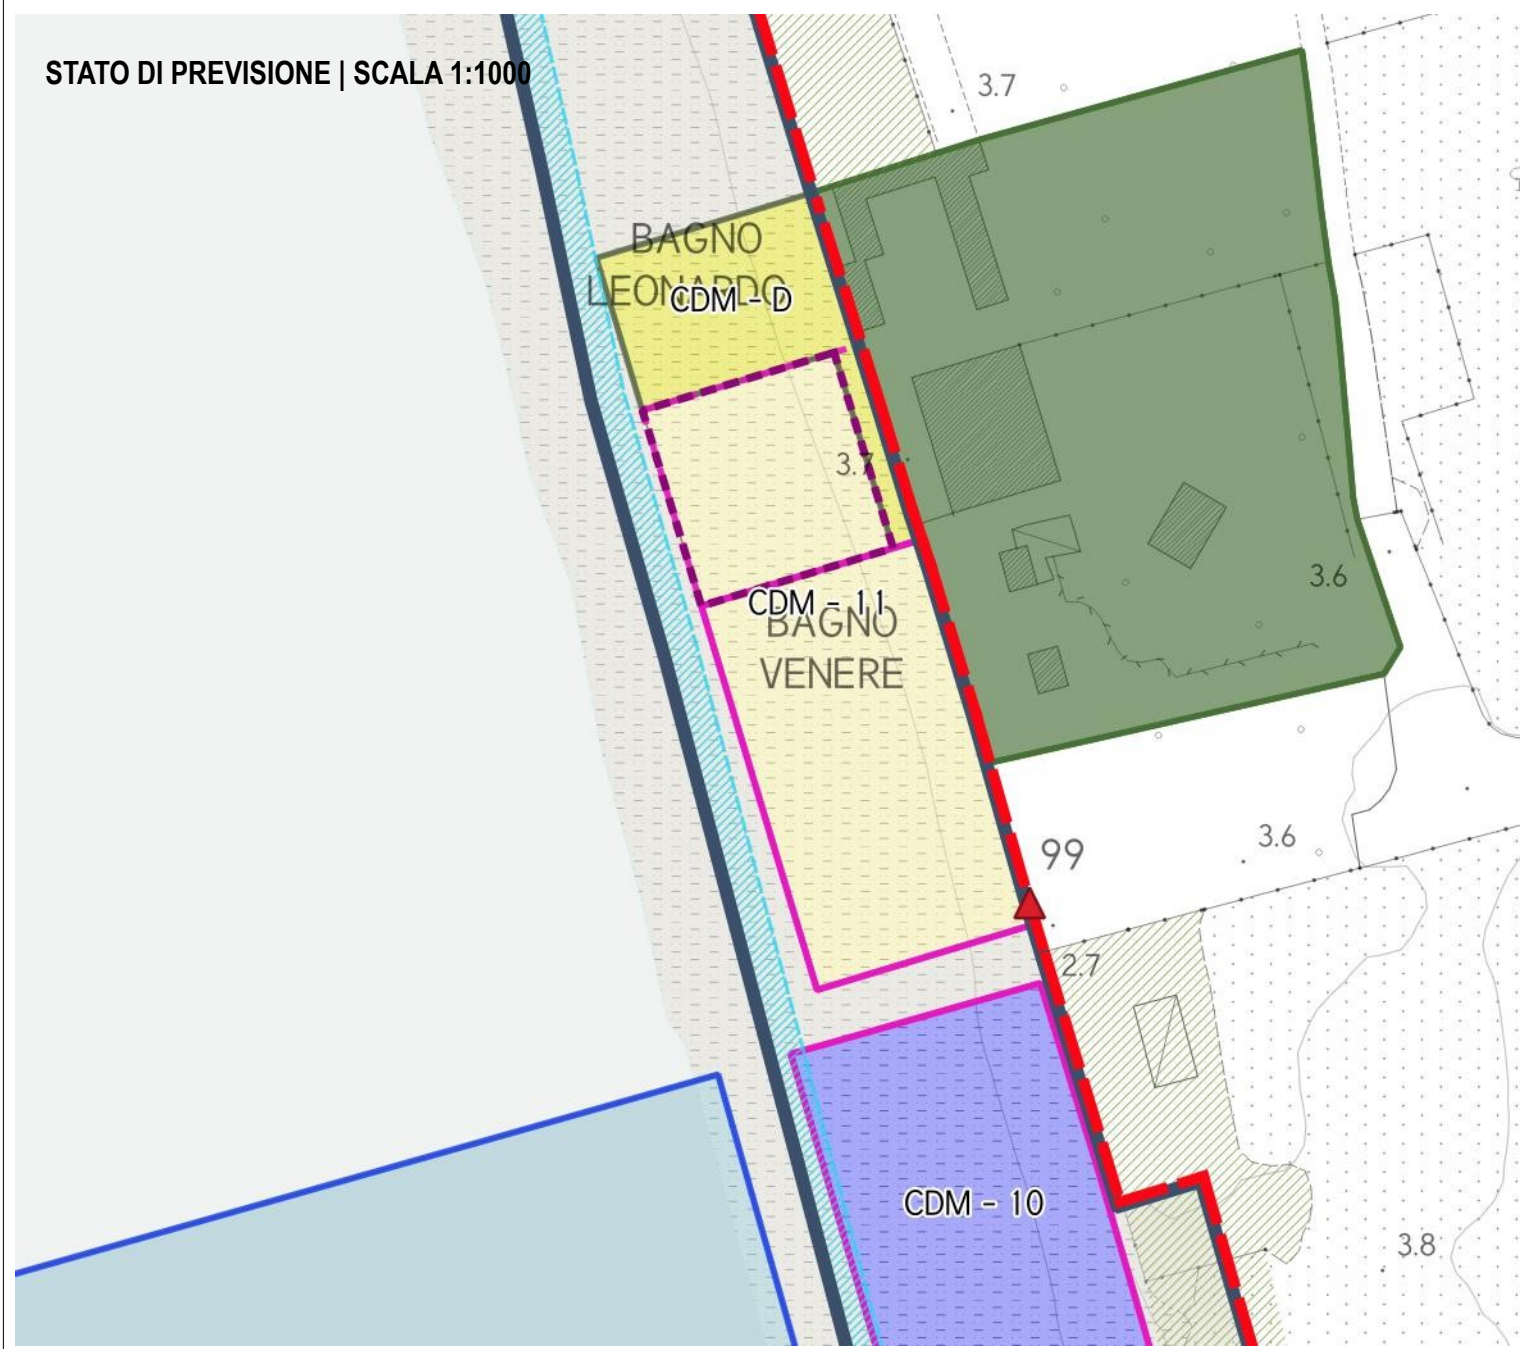 STATO DI PREVISIONE | SCALA 1:1000
3.7
BAGNO
LEONARDO
CDM - D
3.7
3.6
CDM - 11
BAGNO
VENERE
99
3.6
2.7
CDM - 10
3.8